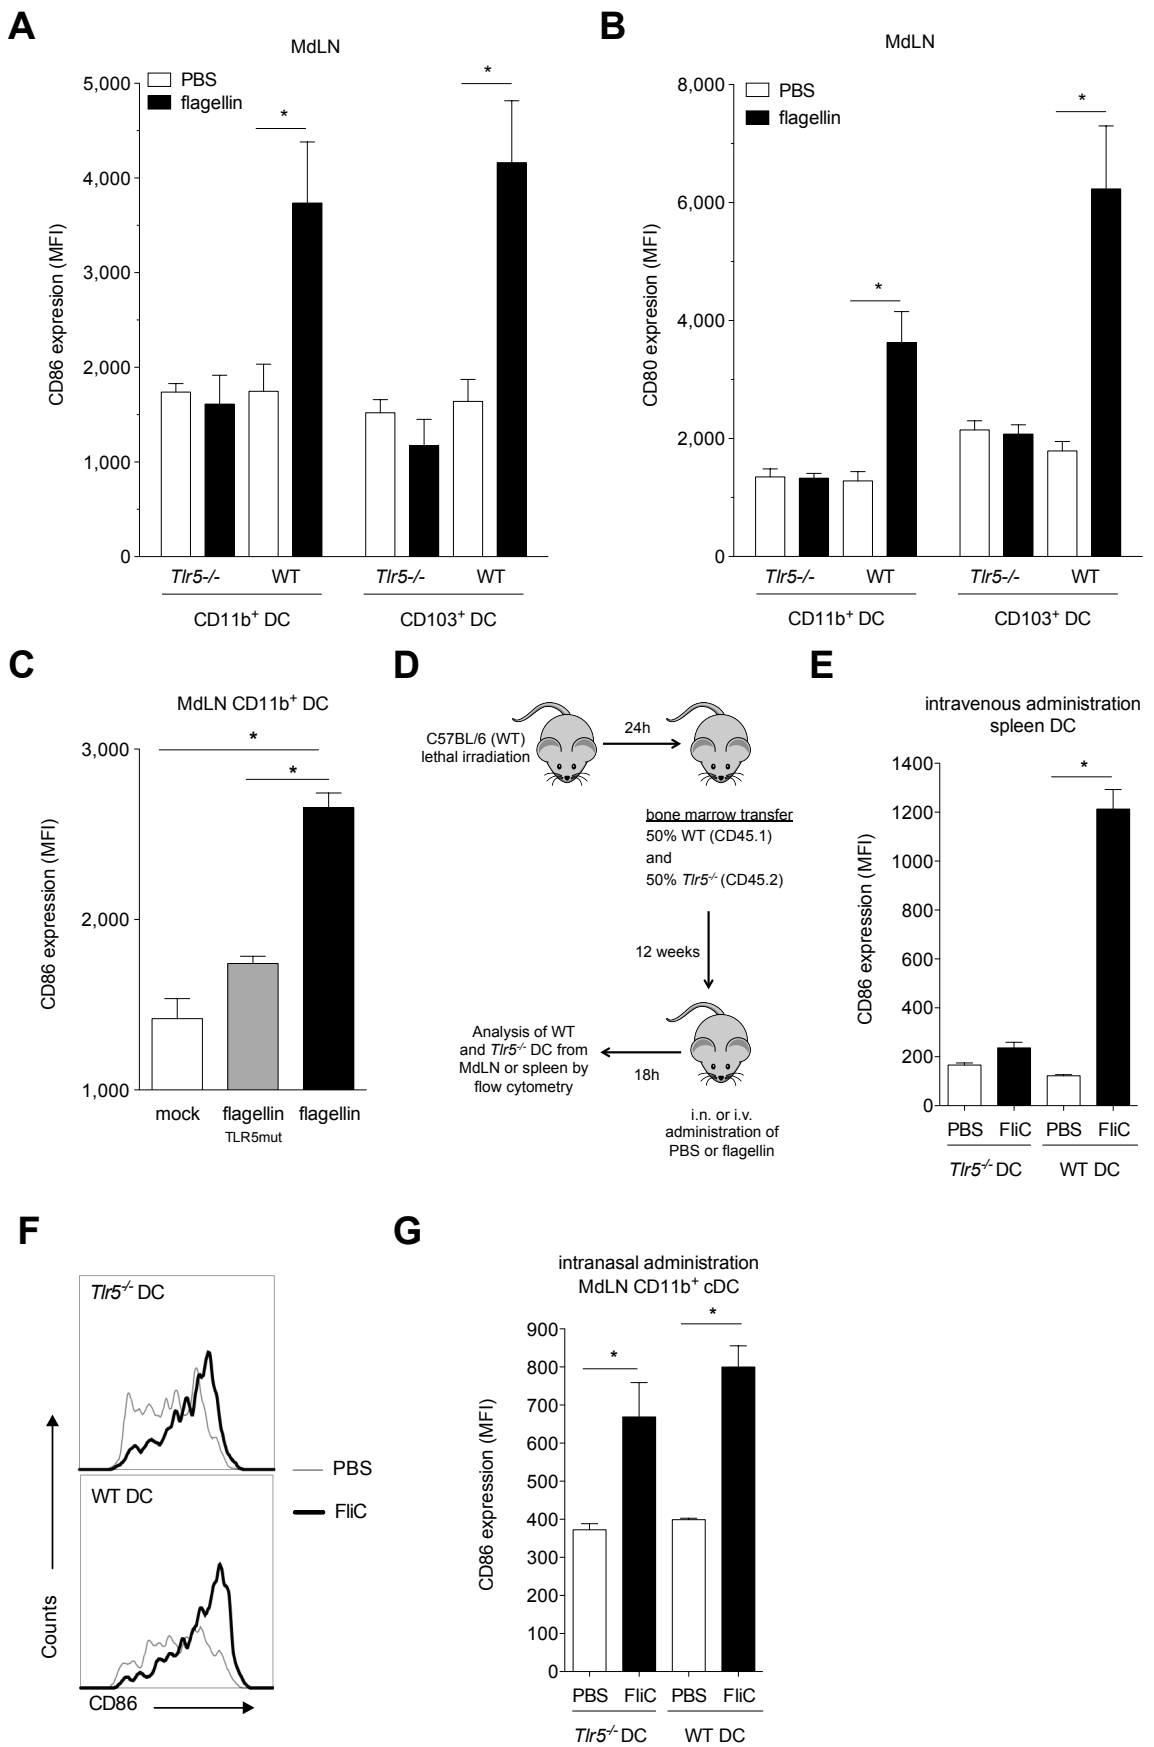 A
MdLN
PBS
flagellin
5,000
4,000
3,000
2,000
1,000
0
CD86 expresion (MFI)
*
*
Tlr5-/-
WT
Tlr5-/-
WT
CD11b+ DC
CD103+ DC
B
MdLN
PBS
flagellin
8,000
6,000
4,000
2,000
0
CD80 expresion (MFI)
*
*
Tlr5-/-
WT
Tlr5-/-
WT
CD11b+ DC
CD103+ DC
C
MdLN CD11b+ DC
3,000
2,000
1,000
CD86 expression (MFI)
*
*
mock
flagellin
TLR5mut
flagellin
D
C57BL/6 (WT)
lethal irradiation
24h
bone marrow transfer
50% WT (CD45.1)
and
50% Tlr5-/- (CD45.2)
12 weeks
Analysis of WT
and Tlr5-/- DC from
MdLN or spleen by
flow cytometry
18h
i.n. or i.v.
administration of
PBS or flagellin
E
intravenous administration
spleen DC
1400
1200
1000
800
600
400
200
0
CD86 expression (MFI)
*
PBS
FliC
PBS
FliC
Tlr5-/- DC
WT DC
F
Tlr5-/- DC
WT DC
PBS
FliC
Counts
CD86
G
intranasal administration
MdLN CD11b+ cDC
900
800
700
600
500
400
300
200
100
0
CD86 expression (MFI)
*
*
PBS
FliC
PBS
FliC
Tlr5-/- DC
WT DC